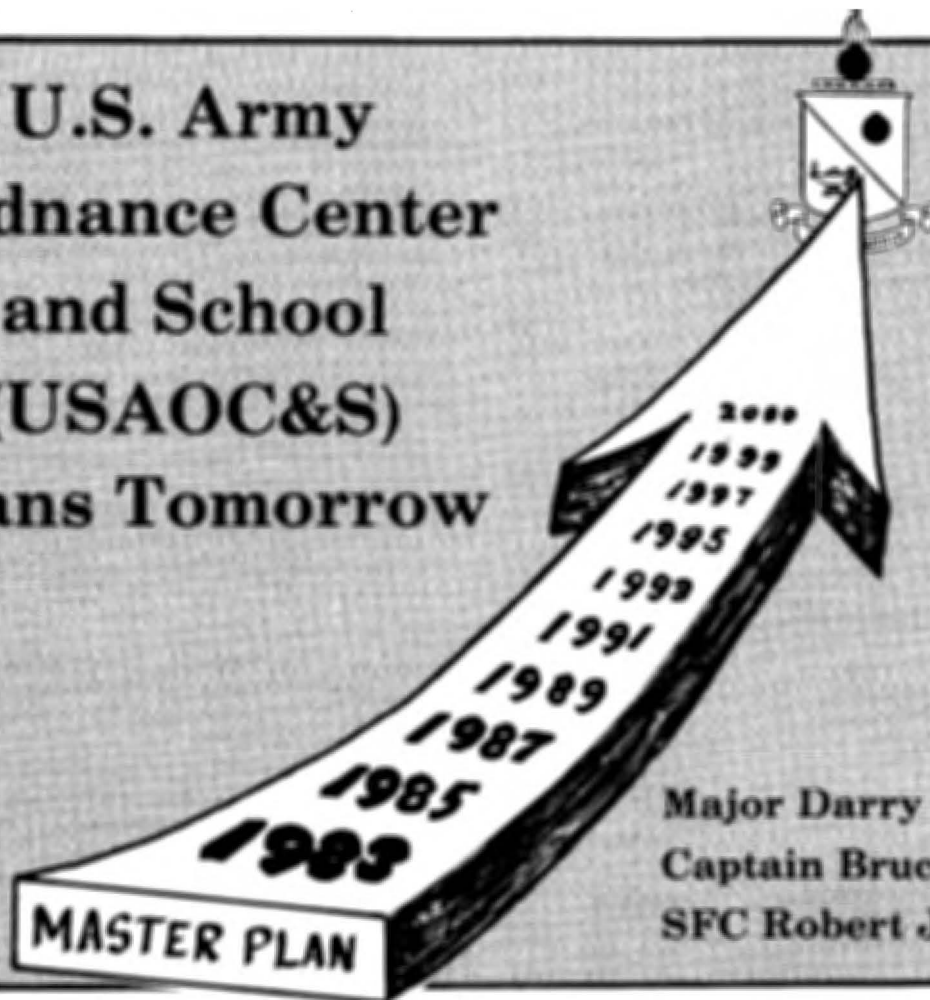 U.S. Army
dnance Center
and School
(USAOC&S)
ans Tomorrow
2000
1999
1997
1995
1993
1991
1989
1987
1985
1983
MASTER PLAN
Major Darry
Captain Bruc
SFC Robert J